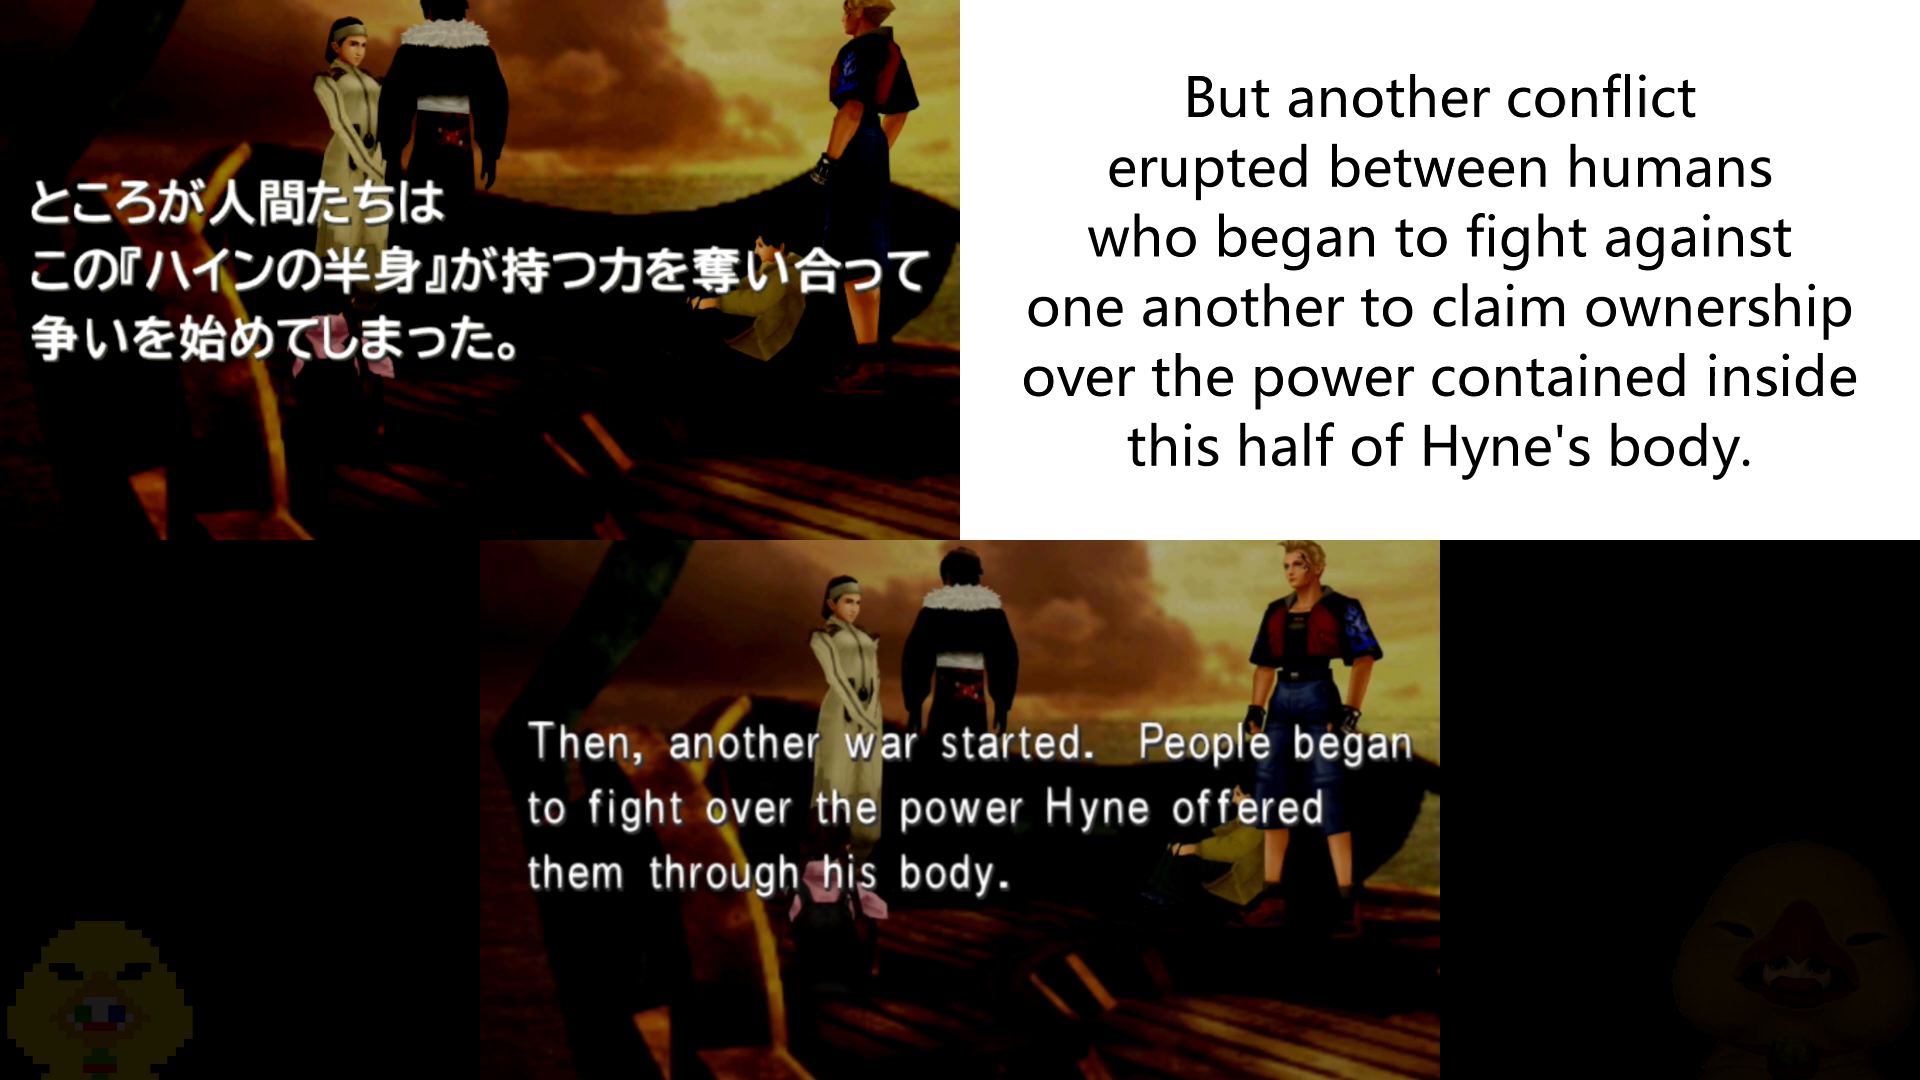 ところが人間たちは
この『ハインの半身』が持つ力を奪い合って
争いを始めてしまった。
But another conflict
erupted between humans
who began to fight against
one another to claim ownership
over the power contained inside
this half of Hyne's body.
Then, another war started. People began
to fight over the power Hyne offered
them through his body.